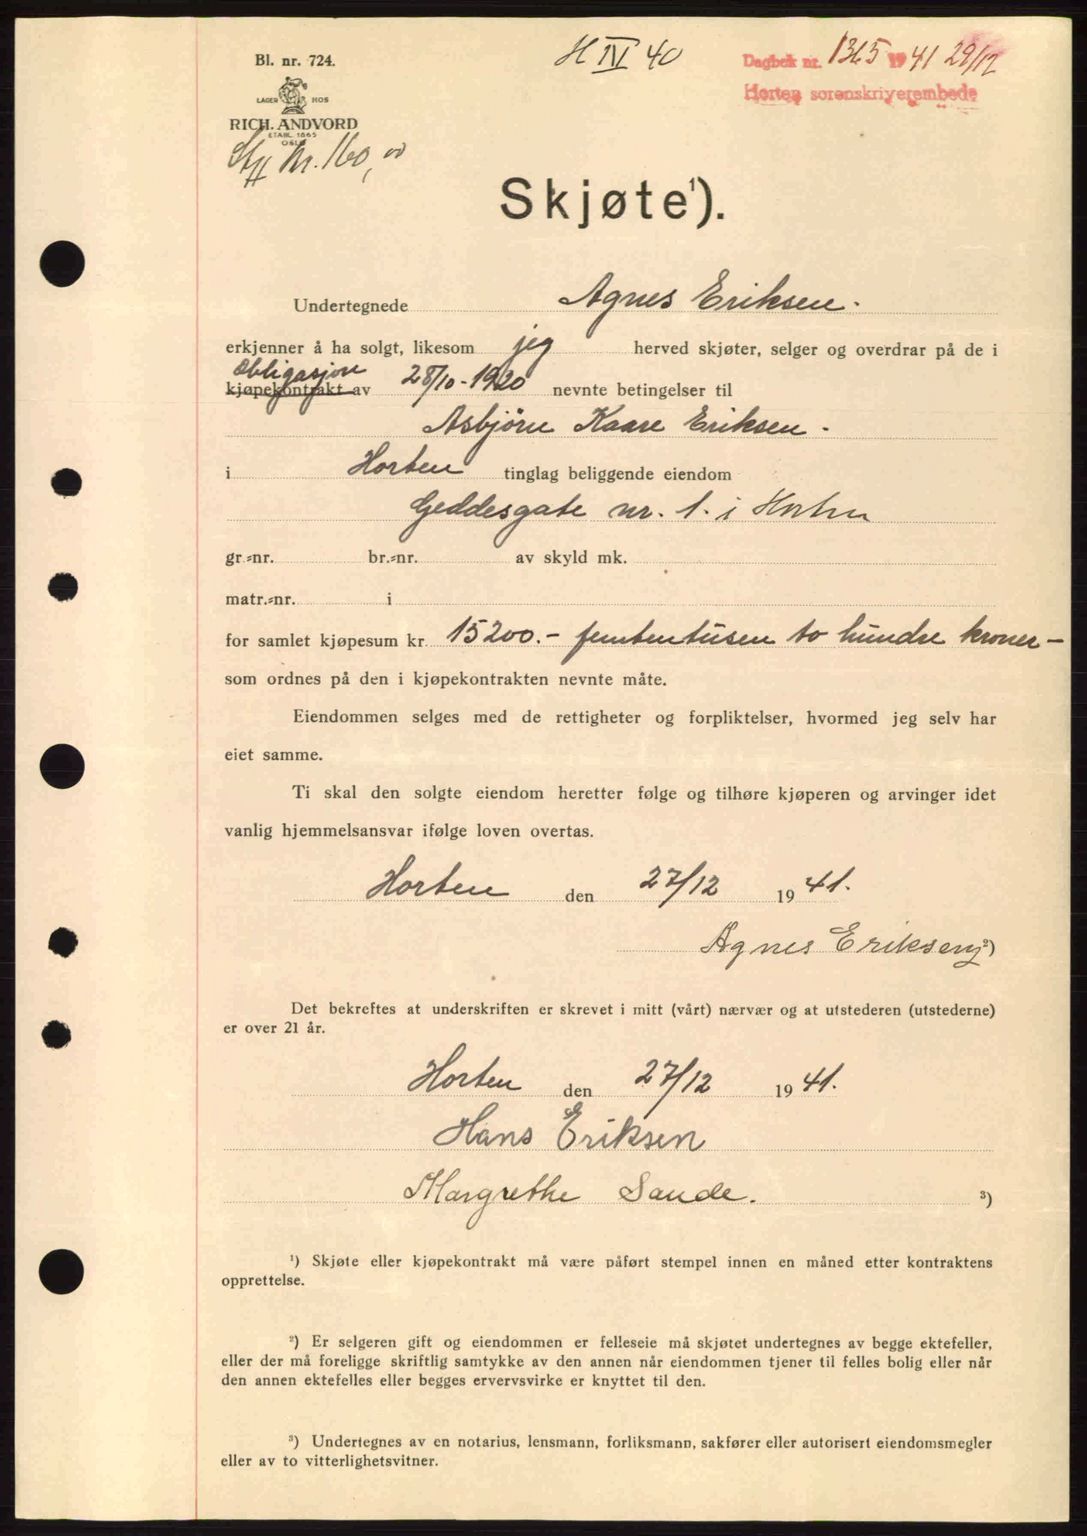 Bl. nr. 724.
LAGER HOS
RICH. ANDVORD
ETABL. 1865
OSLO
H IV 40
Dagbok nr. 1365 1941 29/12
Horten sorenskriverembede
kr. 160,00
Skjøte¹).
Undertegnede Agnes Eriksen.
erkjenner å ha solgt, likesom jeg herved skjøter, selger og overdrar på de i
Obligasjon
kjøpekontrakt av 28/10-1920 nevnte betingelser til
Asbjörn Kaare Eriksen.
i Horten tinglag beliggende eiendom
Geddesgate nr. 1. i Horten
gr.=nr. br.=nr. av skyld mk.
matr.=nr. i
for samlet kjøpesum kr. 15200.- femtentusen to hundre kroner -
som ordnes på den i kjøpekontrakten nevnte måte.
Eiendommen selges med de rettigheter og forpliktelser, hvormed jeg selv har
eiet samme.
Ti skal den solgte eiendom heretter følge og tilhøre kjøperen og arvinger idet
vanlig hjemmelsansvar ifølge loven overtas.
Horten den 27/12 1941.
Agnes Eriksen ²)
Det bekreftes at underskriften er skrevet i mitt (vårt) nærvær og at utstederen (utstederne)
er over 21 år.
Horten den 27/12 1941.
Hans Eriksen
Margrethe Sande. ³)
¹) Skjøte eller kjøpekontrakt må være påført stempel innen en måned etter kontraktens
opprettelse.
²) Er selgeren gift og eiendommen er felleseie må skjøtet undertegnes av begge ektefeller,
eller der må foreligge skriftlig samtykke av den annen når eiendommen tjener til felles bolig eller når
den annen ektefelles eller begges ervervsvirke er knyttet til den.
³) Undertegnes av en notarius, lensmann, forliksmann, sakfører eller autorisert eiendomsmegler
eller av to vitterlighetsvitner.